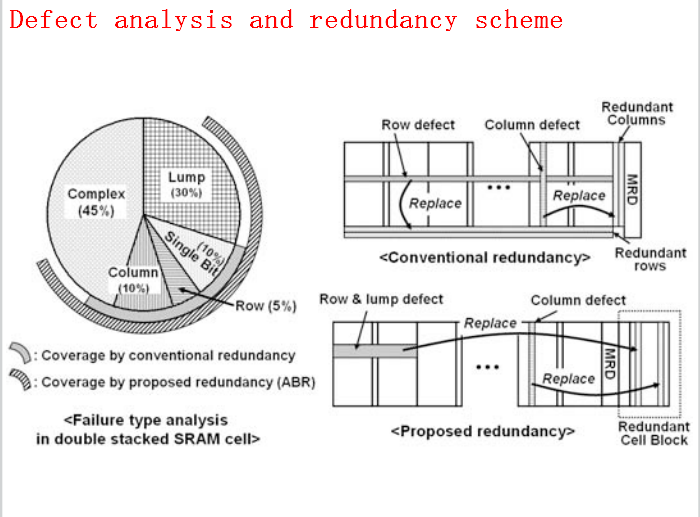 Defect analysis and redundancy scheme
Complex
(45%)
Lump
(30%)
(10%)
Single Bit
Column
(10%)
Row (5%)
: Coverage by conventional redundancy
: Coverage by proposed redundancy (ABR)
<Failure type analysis
in double stacked SRAM cell>
Redundant
Columns
Row defect
Column defect
MRD
Replace
Replace
•••
<Conventional redundancy>
Redundant
rows
Row & lump defect
Column defect
Replace
MRD
•••
Replace
<Proposed redundancy>
Redundant
Cell Block